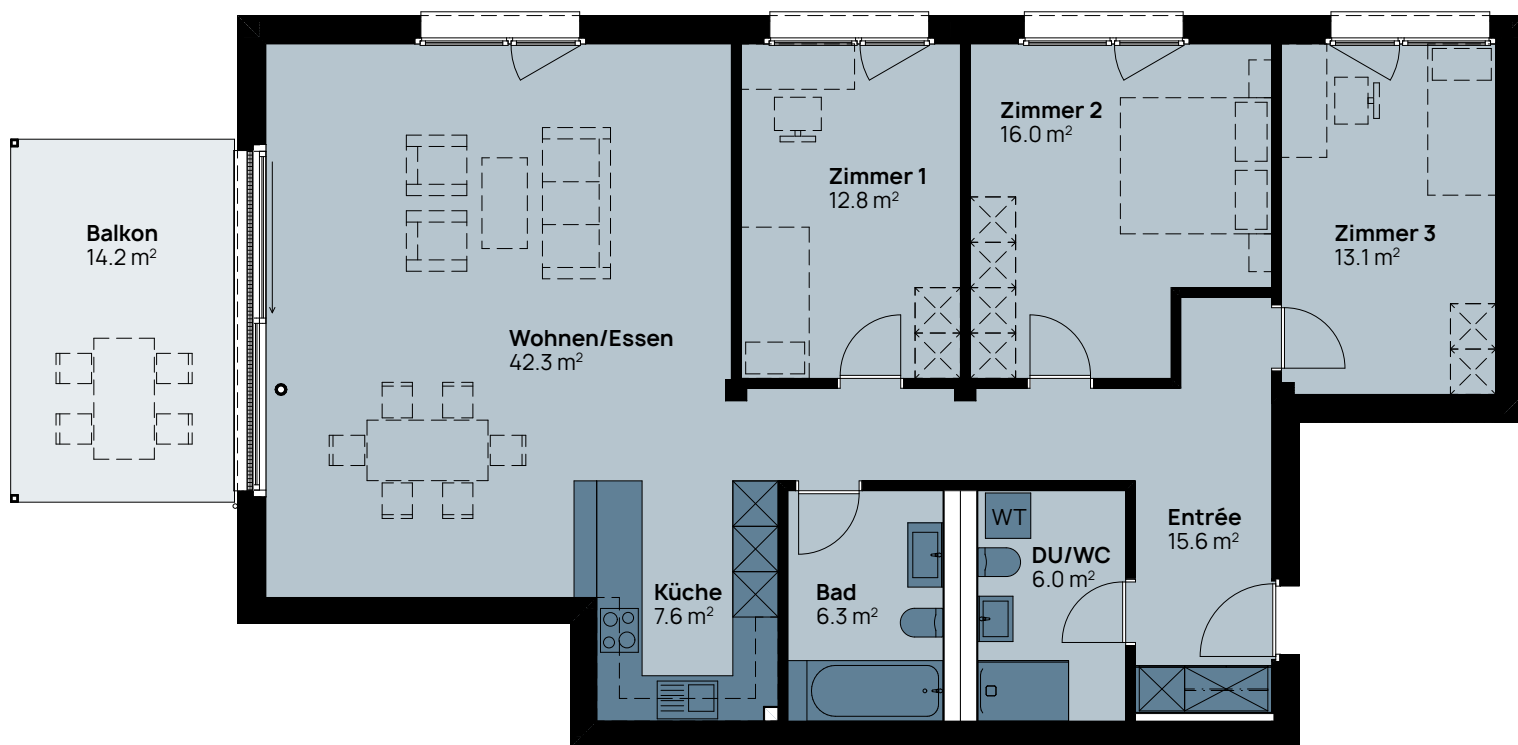 Balkon
14.2 m²
Wohnen/Essen
42.3 m²
Zimmer 1
12.8 m²
Zimmer 2
16.0 m²
Zimmer 3
13.1 m²
Küche
7.6 m²
Bad
6.3 m²
WT
DU/WC
6.0 m²
Entrée
15.6 m²